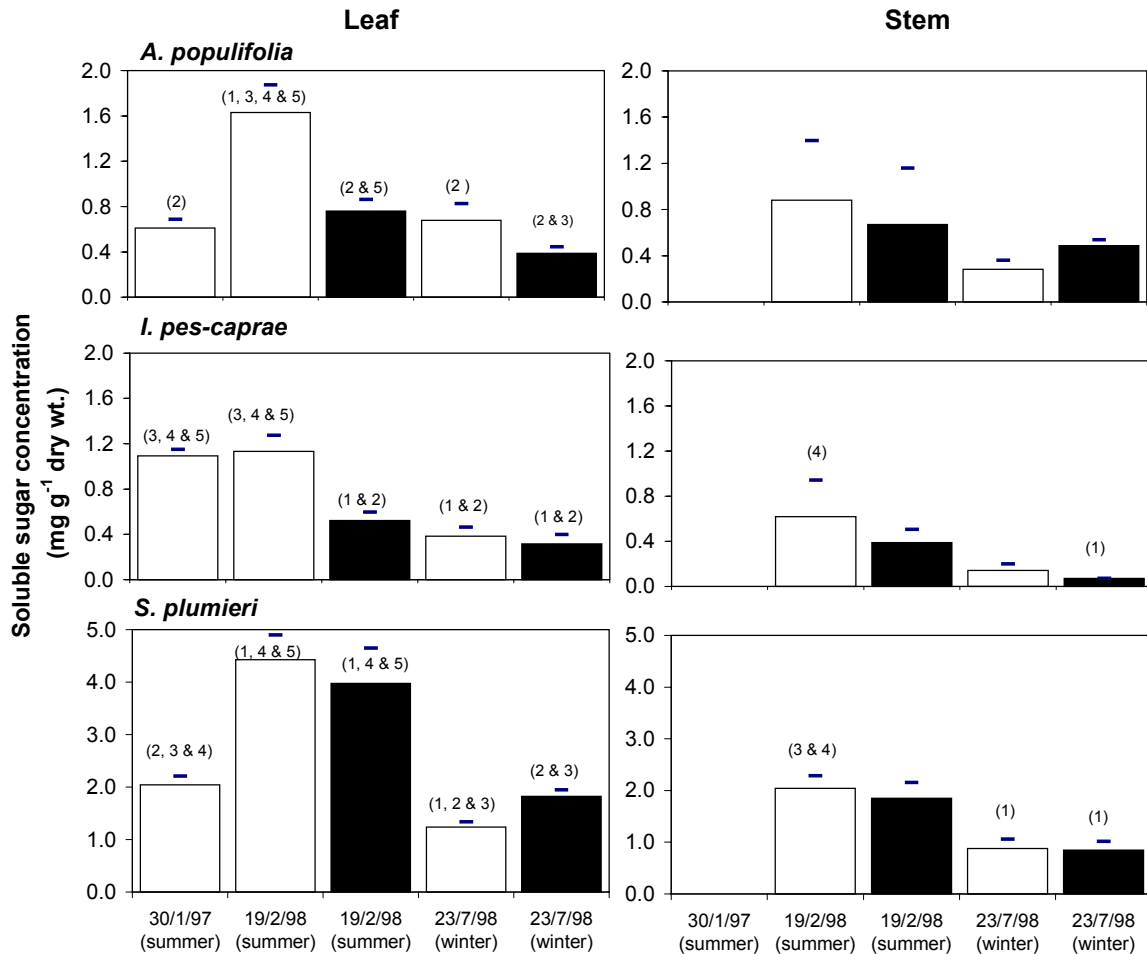 Leaf
Stem
A. populifolia
2.0
1.6
1.2
0.8
0.4
0.0
(2)
(1, 3, 4 & 5)
(2 & 5)
(2 )
(2 & 3)
2.0
1.6
1.2
0.8
0.4
0.0
I. pes-caprae
2.0
1.6
1.2
0.8
0.4
0.0
(3, 4 & 5)
(3, 4 & 5)
(1 & 2)
(1 & 2)
(1 & 2)
2.0
1.6
1.2
0.8
0.4
0.0
(4)
(1)
Soluble sugar concentration
(mg g⁻¹ dry wt.)
S. plumieri
5.0
4.0
3.0
2.0
1.0
0.0
(2, 3 & 4)
(1, 4 & 5)
(1, 4 & 5)
(1, 2 & 3)
(2 & 3)
5.0
4.0
3.0
2.0
1.0
0.0
(3 & 4)
(1)
(1)
30/1/97 19/2/98 19/2/98 23/7/98 23/7/98
(summer) (summer) (summer) (winter) (winter)
30/1/97 19/2/98 19/2/98 23/7/98 23/7/98
(summer) (summer) (summer) (winter) (winter)